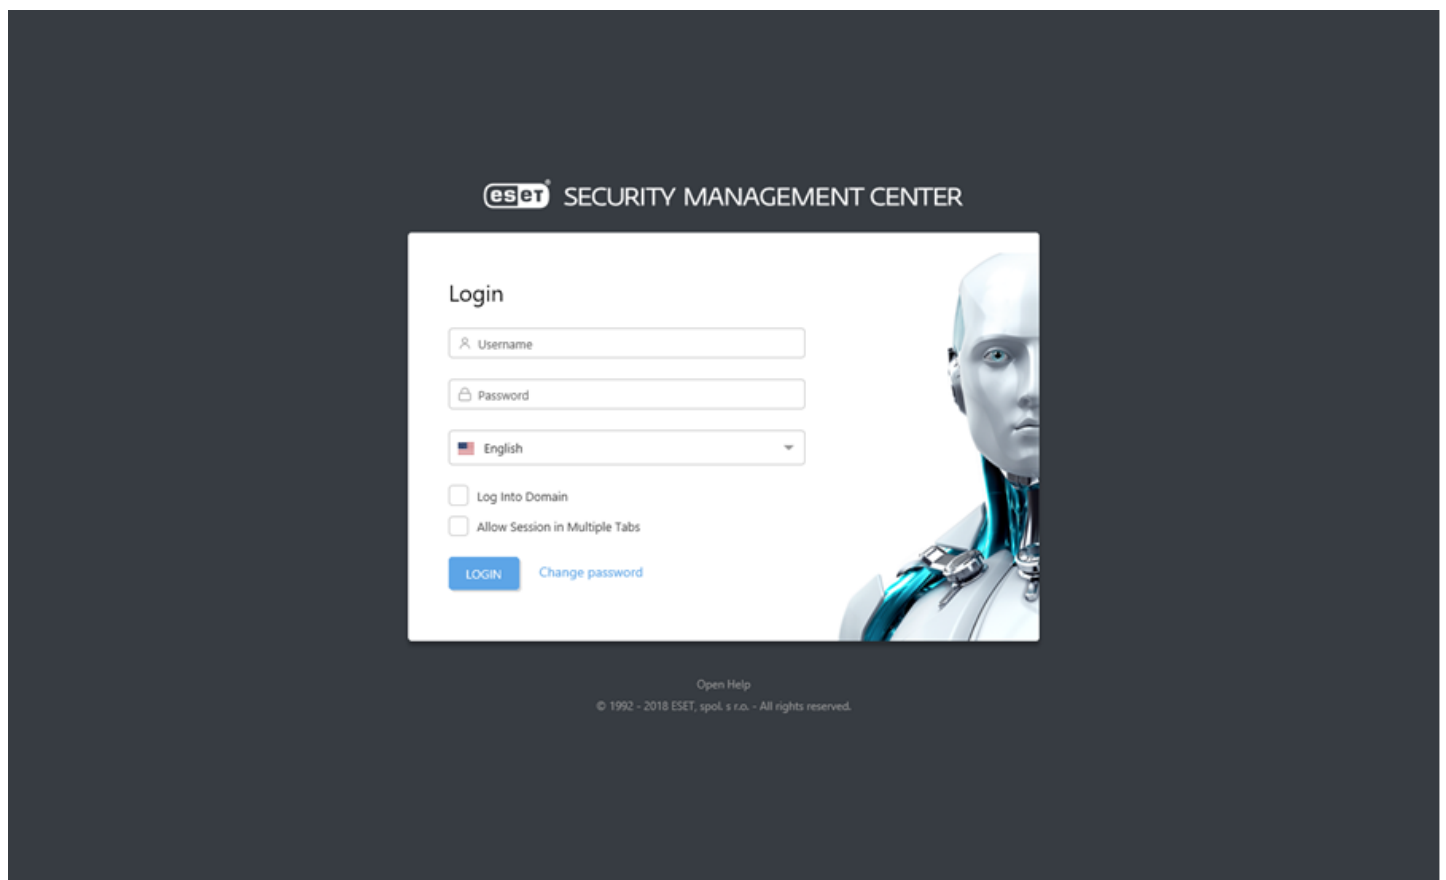 eset® SECURITY MANAGEMENT CENTER
Login
Username
Password
English
Log Into Domain
Allow Session in Multiple Tabs
LOGIN Change password
Open Help
© 1992 - 2018 ESET, spol. s r.o. - All rights reserved.